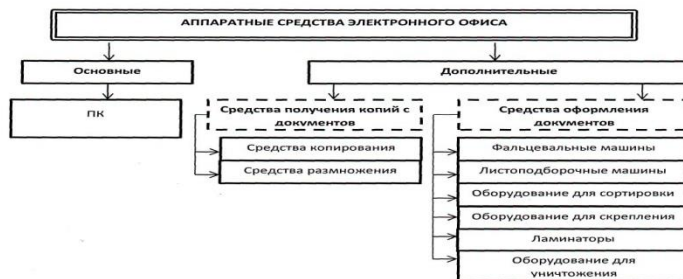 АППАРАТНЫЕ СРЕДСТВА ЭЛЕКТРОННОГО ОФИСА
Основные
Дополнительные
ПК
Средства получения копий с
документов
Средства копирования
Средства размножения
Средства оформления
документов
Фальцевальные машины
Листоподборочные машины
Оборудование для сортировки
Оборудование для скрепления
Ламинаторы
Оборудование для
уничтожения